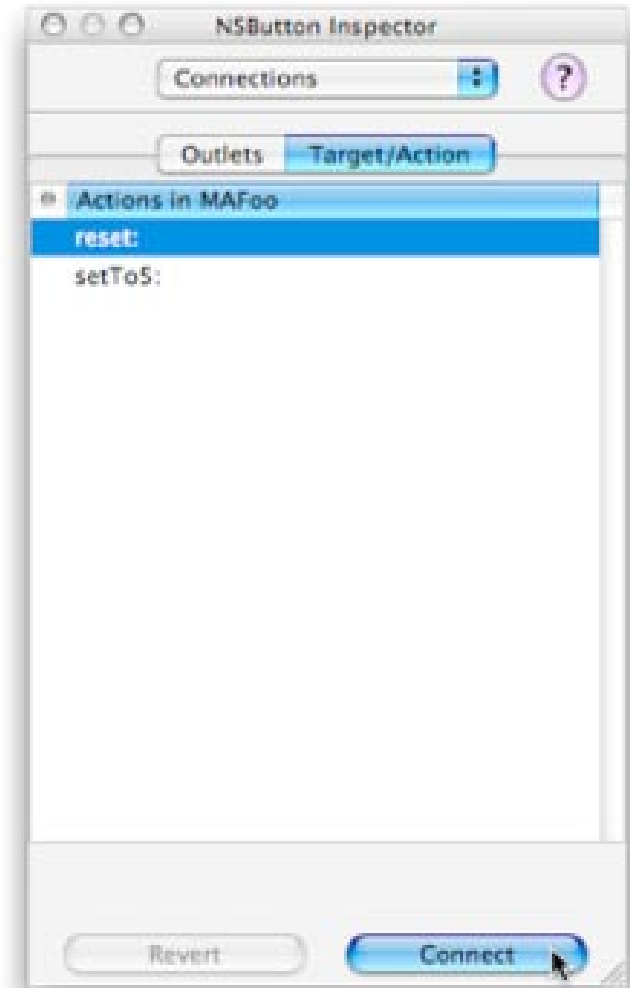 NSButton Inspector
Connections
?
Outlets Target/Action
Actions in MAFoo
reset:
setTo5:
Revert Connect